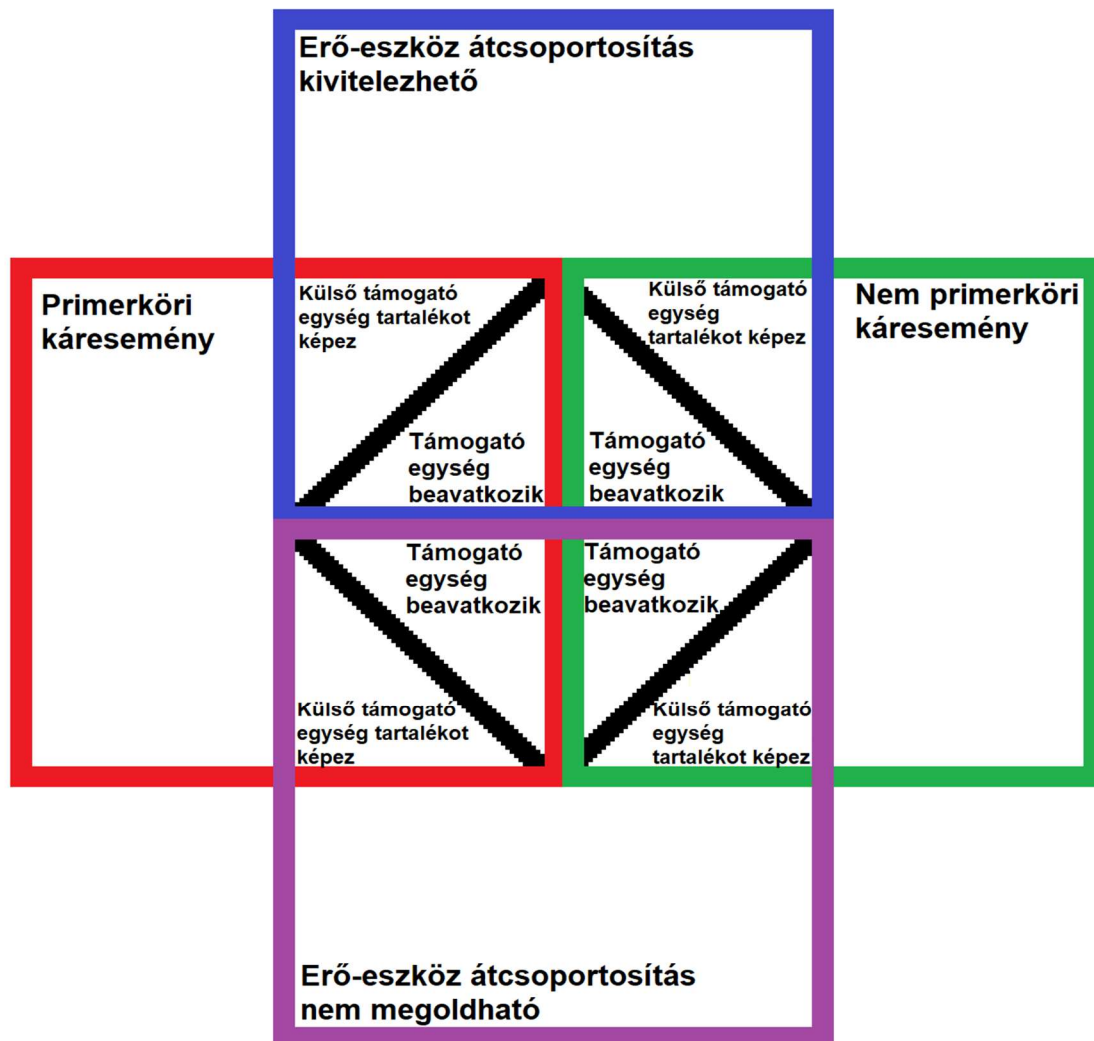 Erő-eszköz átcsoportosítás
kivitelezhető
Primerköri
káresemény
Külső támogató
egység tartalékot
képez
Támogató
egység
beavatkozik
Külső támogató
egység
tartalékot képez
Támogató
egység
beavatkozik
Nem primerköri
káresemény
Támogató
egység
beavatkozik
Külső támogató
egység tartalékot
képez
Támogató
egység
beavatkozik
Külső támogató
egység
tartalékot képez
Erő-eszköz átcsoportosítás
nem megoldható